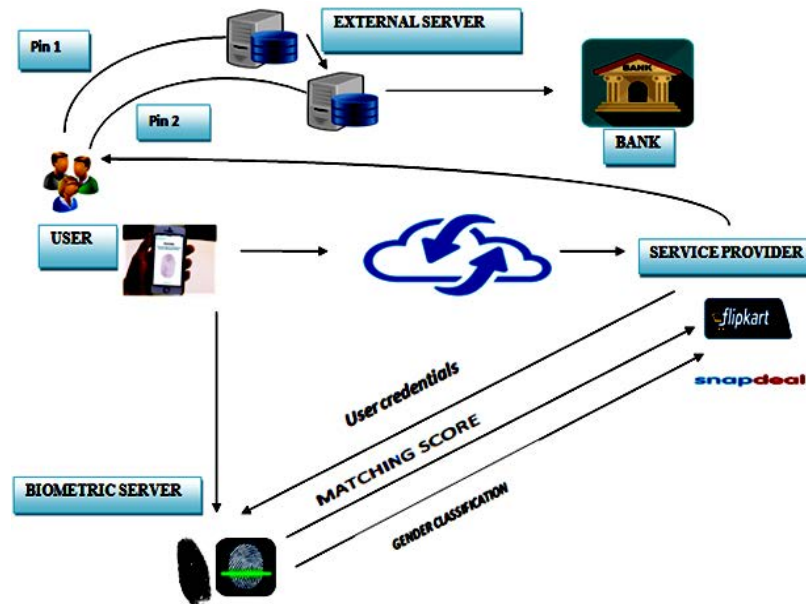 EXTERNAL SERVER
Pin 1
BANK
Pin 2
BANK
USER
SERVICE PROVIDER
flipkart
snapdeal
User credentials
MATCHING SCORE
GENDER CLASSIFICATION
BIOMETRIC SERVER